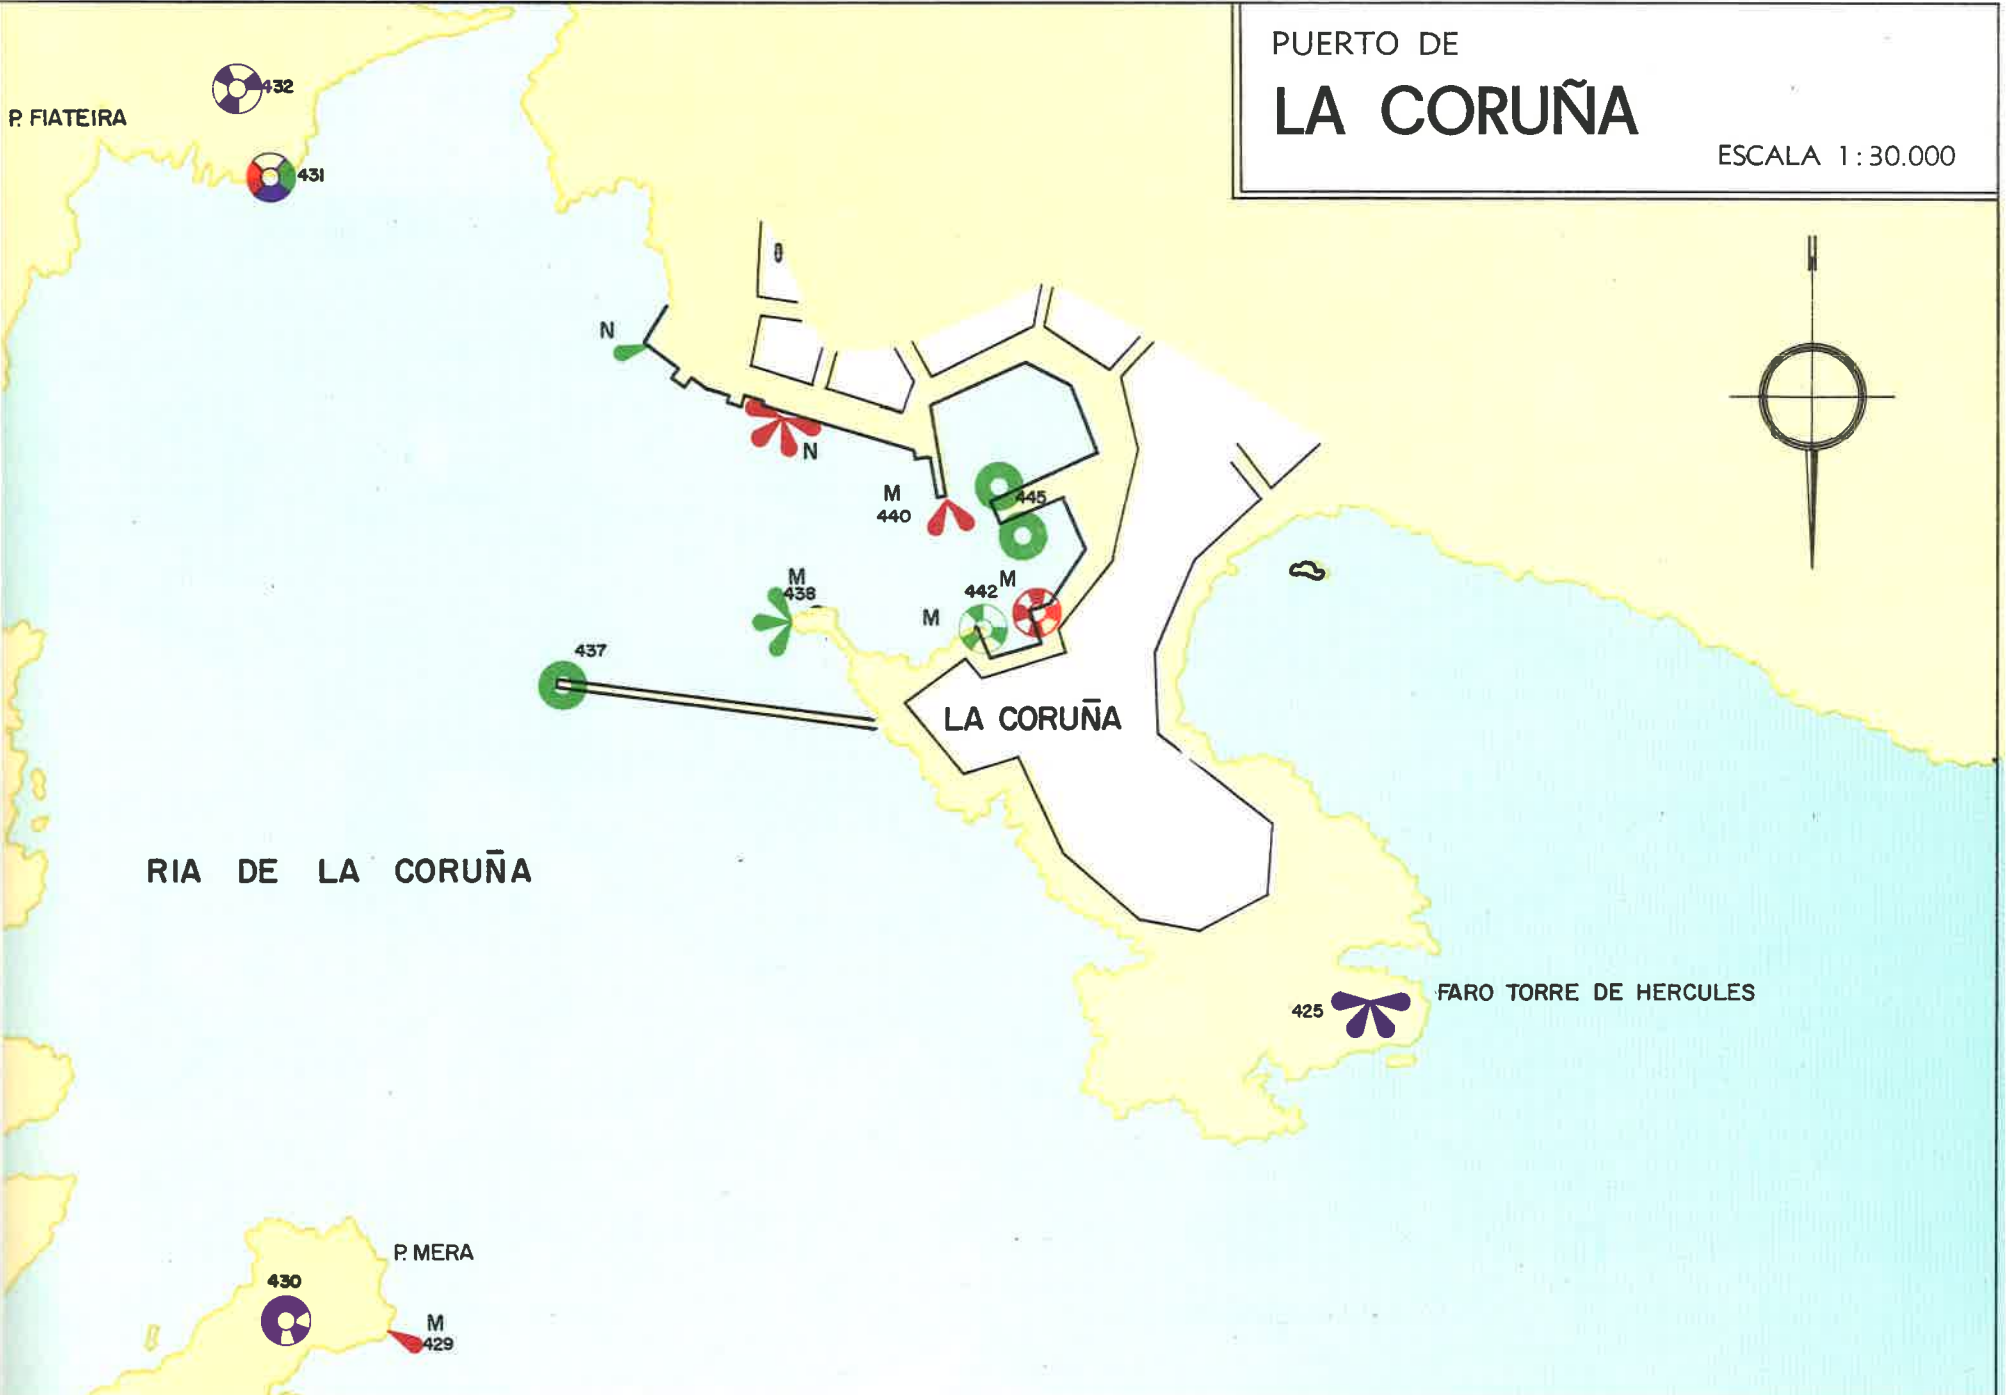 PUERTO DE
LA CORUÑA
ESCALA 1:30.000
432
P. FIATEIRA
431
N
N
N
M
440
445
M
438
442
M
M
437
LA CORUÑA
RIA DE LA CORUÑA
425
FARO TORRE DE HERCULES
P. MERA
430
M
429